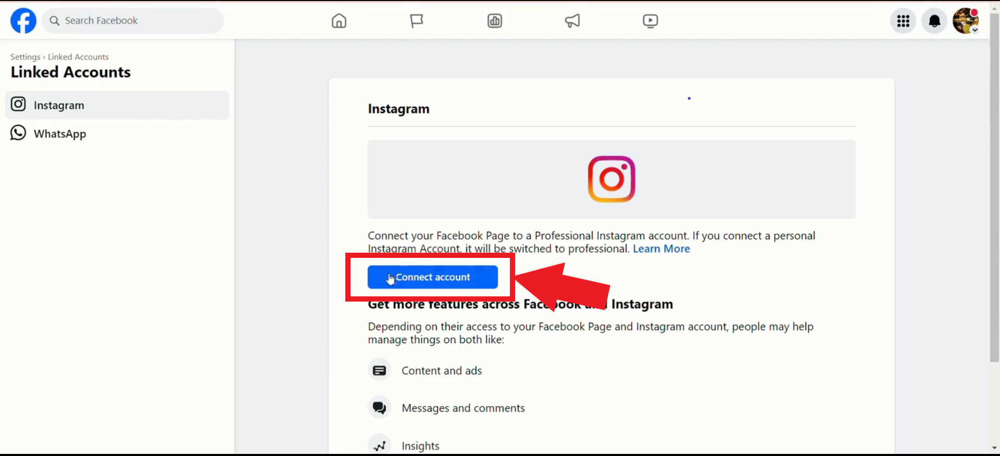 Search Facebook
Settings › Linked Accounts
Linked Accounts
Instagram
WhatsApp
Instagram
Connect your Facebook Page to a Professional Instagram account. If you connect a personal
Instagram Account, it will be switched to professional. Learn More
Connect account
Get more features across Facebook and Instagram
Depending on their access to your Facebook Page and Instagram account, people may help
manage things on both like:
Content and ads
Messages and comments
Insights